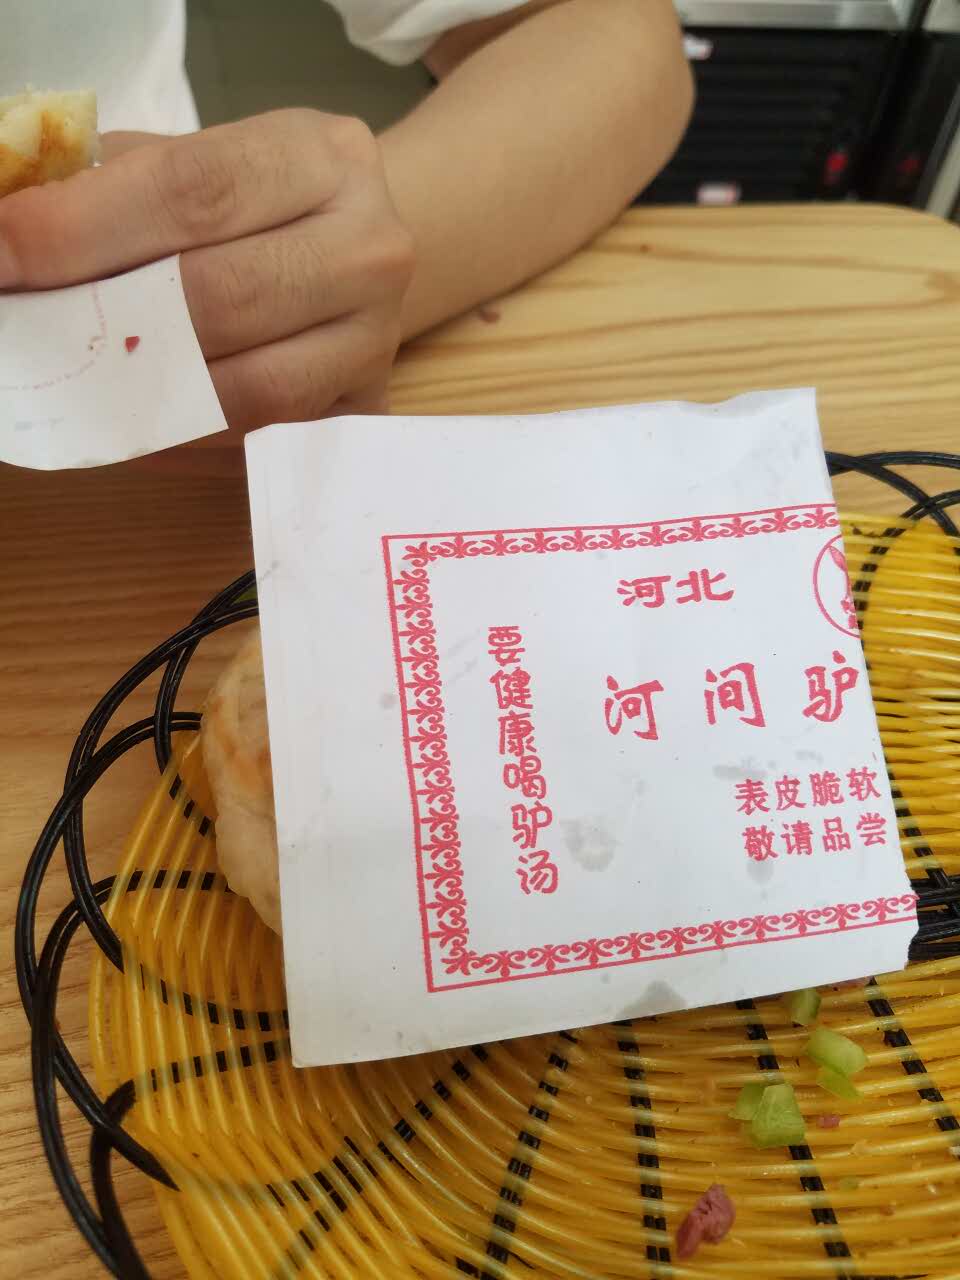 河北
河间驴
要健康喝驴汤
表皮脆软
敬请品尝